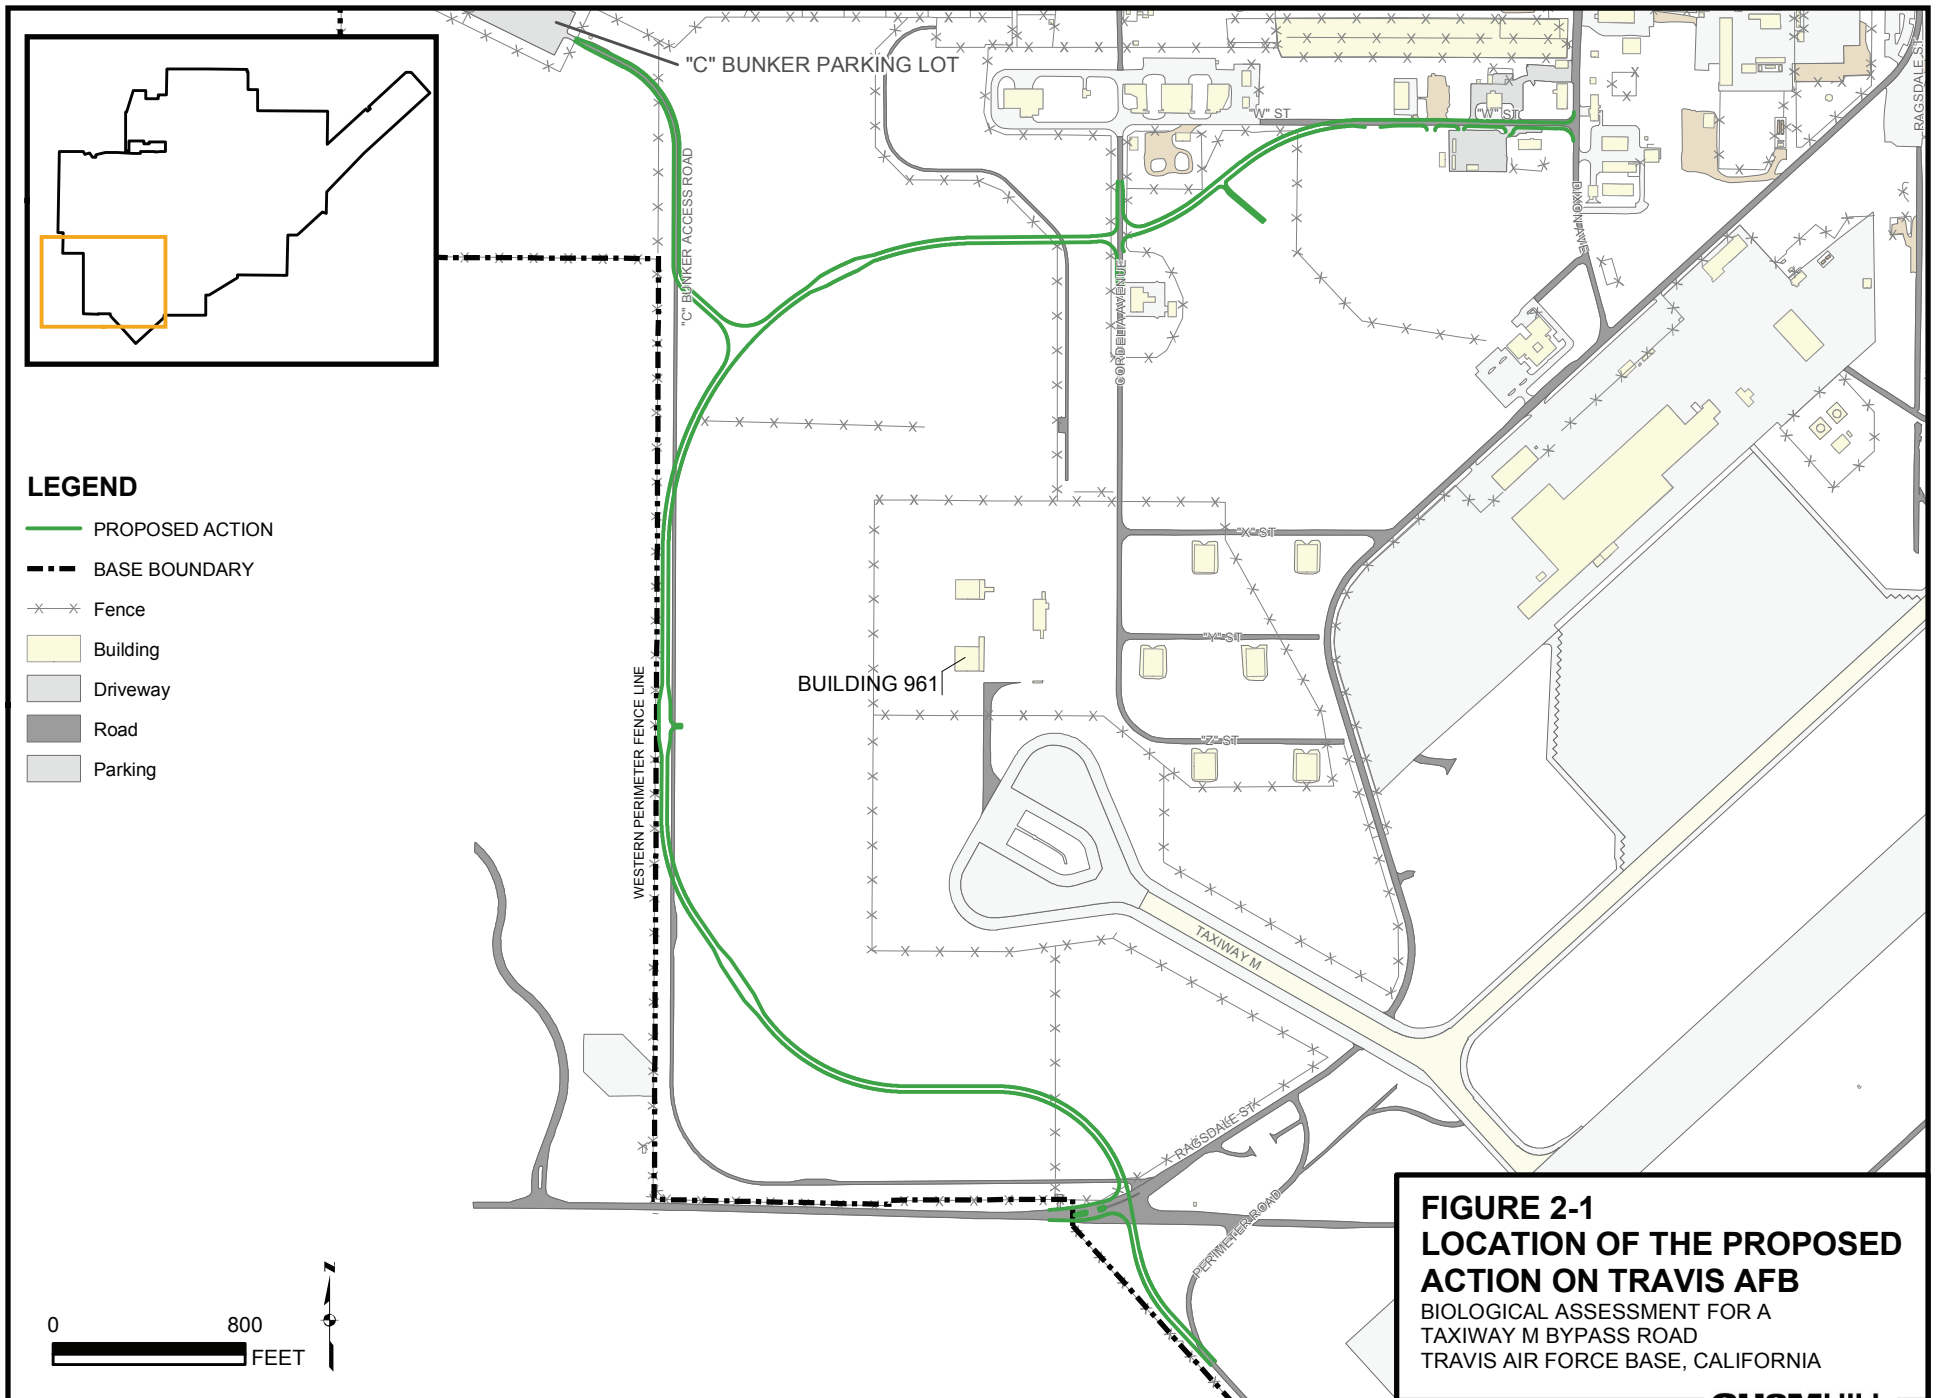 "C" BUNKER PARKING LOT
"W" ST
"W" ST
RAGSDALE ST
"C" BUNKER ACCESS ROAD
DIXON AVE
CORDELIA AVENUE
LEGEND
PROPOSED ACTION
BASE BOUNDARY
Fence
Building
Driveway
Road
Parking
"X" ST
"Y" ST
BUILDING 961
"Z" ST
WESTERN PERIMETER FENCE LINE
TAXIWAY M
RAGSDALE ST
PERIMETER ROAD
0 800
FEET
FIGURE 2-1
LOCATION OF THE PROPOSED
ACTION ON TRAVIS AFB
BIOLOGICAL ASSESSMENT FOR A
TAXIWAY M BYPASS ROAD
TRAVIS AIR FORCE BASE, CALIFORNIA